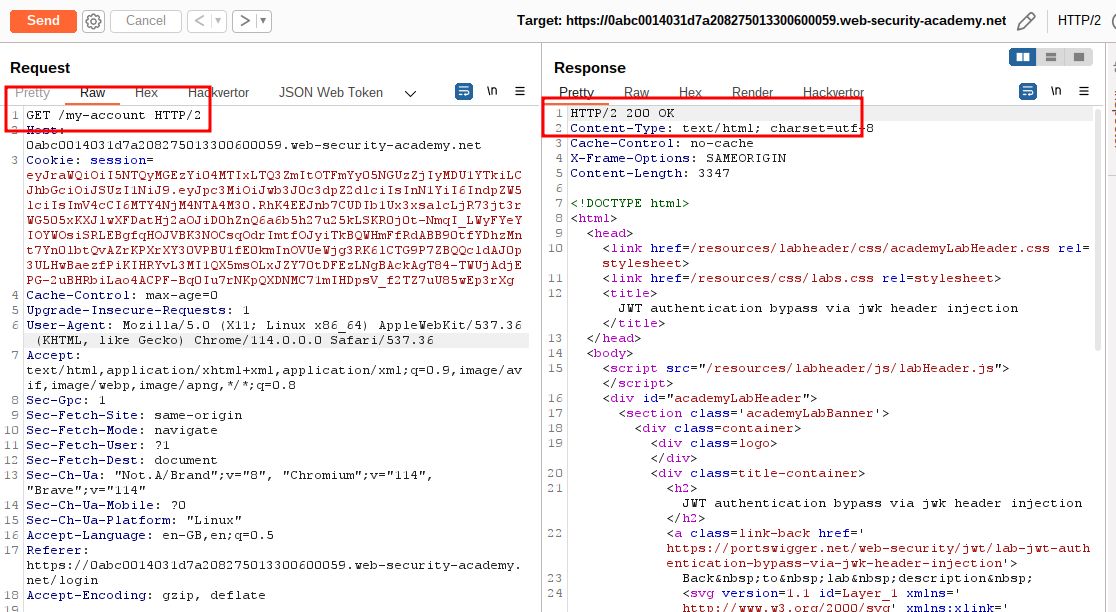 Send
Cancel
< >
Target: https://0abc0014031d7a208275013300600059.web-security-academy.net
HTTP/2
Request
Pretty Raw Hex Hackvertor JSON Web Token \n
1 GET /my-account HTTP/2
2 Host:
0abc0014031d7a208275013300600059.web-security-academy.net
3 Cookie: session=
4 Cache-Control: max-age=0
5 Upgrade-Insecure-Requests: 1
6 User-Agent: Mozilla/5.0 (X11; Linux x86_64) AppleWebKit/537.36
(KHTML, like Gecko) Chrome/114.0.0.0 Safari/537.36
7 Accept:
text/html,application/xhtml+xml,application/xml;q=0.9,image/av
if,image/webp,image/apng,*/*;q=0.8
8 Sec-Gpc: 1
9 Sec-Fetch-Site: same-origin
10 Sec-Fetch-Mode: navigate
11 Sec-Fetch-User: ?1
12 Sec-Fetch-Dest: document
13 Sec-Ch-Ua: "Not.A/Brand";v="8", "Chromium";v="114",
"Brave";v="114"
14 Sec-Ch-Ua-Mobile: ?0
15 Sec-Ch-Ua-Platform: "Linux"
16 Accept-Language: en-GB,en;q=0.5
17 Referer:
https://0abc0014031d7a208275013300600059.web-security-academy.
net/login
18 Accept-Encoding: gzip, deflate
19
Response
Pretty Raw Hex Render Hackvertor \n
1 HTTP/2 200 OK
2 Content-Type: text/html; charset=utf-8
3 Cache-Control: no-cache
4 X-Frame-Options: SAMEORIGIN
5 Content-Length: 3347
6
7 <!DOCTYPE html>
8 <html>
9 <head>
10 <link href=/resources/labheader/css/academyLabHeader.css rel=
stylesheet>
11 <link href=/resources/css/labs.css rel=stylesheet>
12 <title>
JWT authentication bypass via jwk header injection
</title>
13 </head>
14 <body>
15 <script src="/resources/labheader/js/labHeader.js">
</script>
16 <div id="academyLabHeader">
17 <section class='academyLabBanner'>
18 <div class=container>
19 <div class=logo>
</div>
20 <div class=title-container>
21 <h2>
JWT authentication bypass via jwk header injection
</h2>
22 <a class=link-back href='
https://portswigger.net/web-security/jwt/lab-jwt-auth
entication-bypass-via-jwk-header-injection'>
23 Back&nbsp;to&nbsp;lab&nbsp;description&nbsp;
24 <svg version=1.1 id=Layer_1 xmlns='
http://www.w3.org/2000/svg' xmlns:xlink='